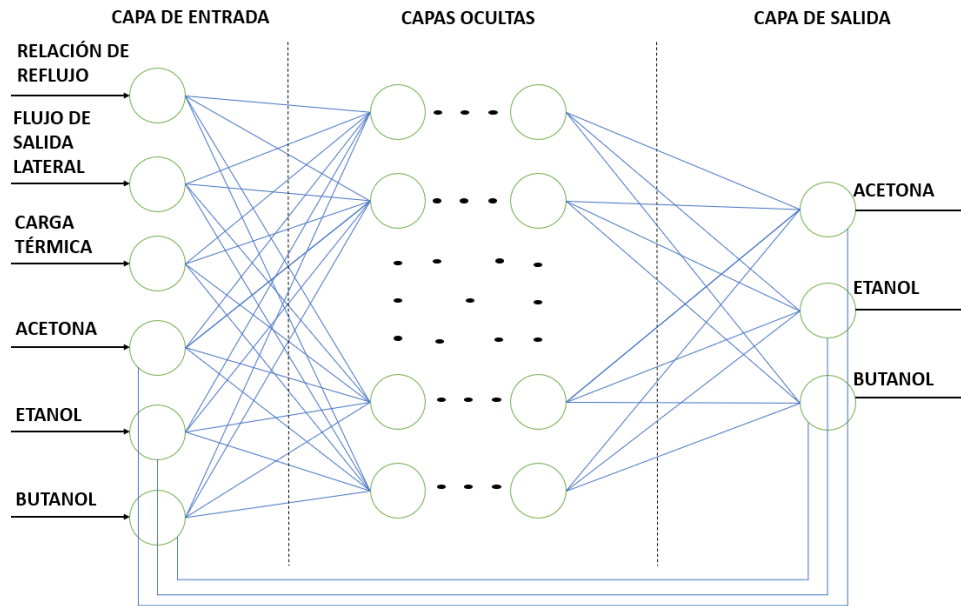 CAPA DE ENTRADA
CAPAS OCULTAS
CAPA DE SALIDA
RELACIÓN DE
REFLUJO
FLUJO DE
SALIDA
LATERAL
CARGA
TÉRMICA
ACETONA
ETANOL
BUTANOL
ACETONA
ETANOL
BUTANOL